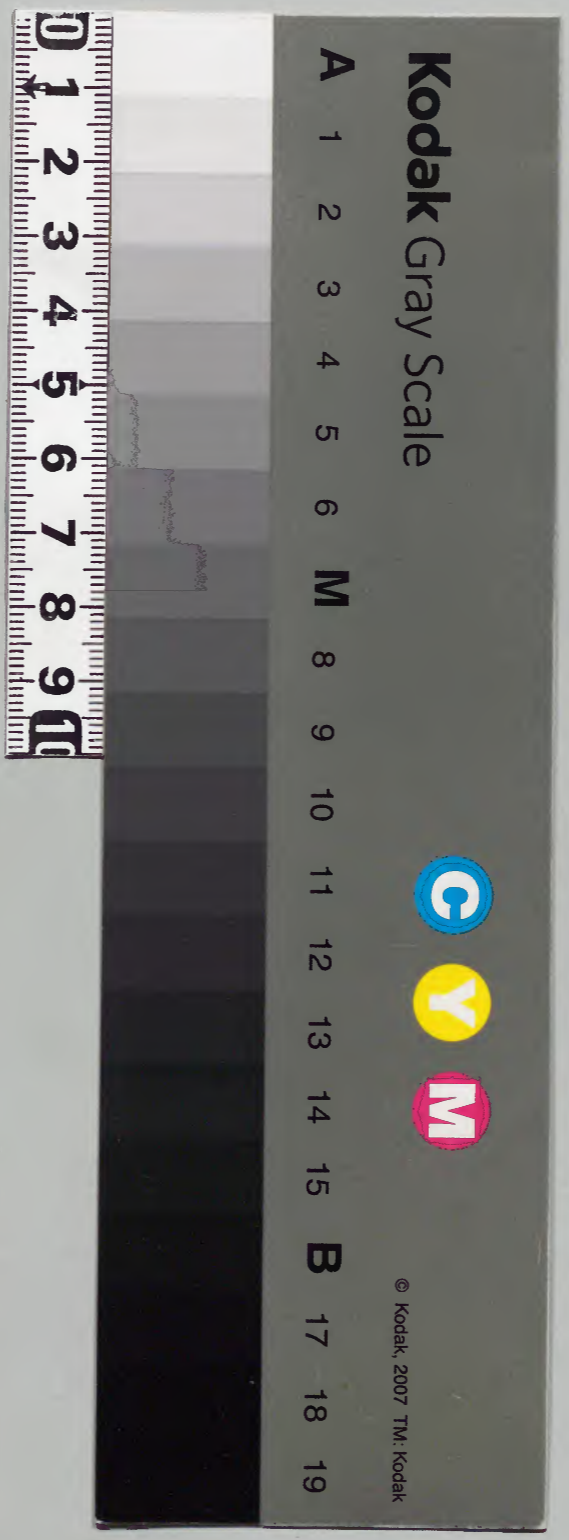 Kodak Gray Scale
C Y M
© Kodak, 2007 TM: Kodak
A 1 2 3 4 5 6 M 8 9 10 11 12 13 14 15 B 17 18 19
0 1 2 3 4 5 6 7 8 9 10